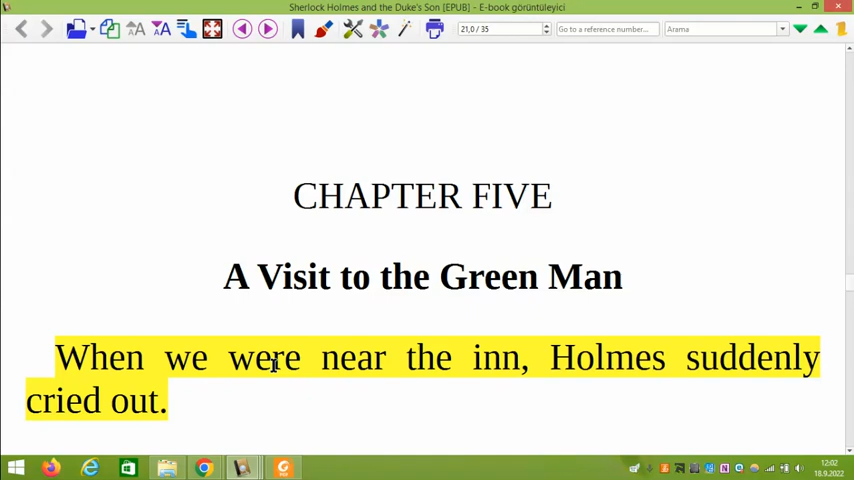 Sherlock Holmes and the Duke's Son [EPUB] - E-book görüntüleyici
21,0 / 35
Go to a reference number...
Arama
CHAPTER FIVE
A Visit to the Green Man
When we were near the inn, Holmes suddenly
cried out.
12:02
18.9.2022